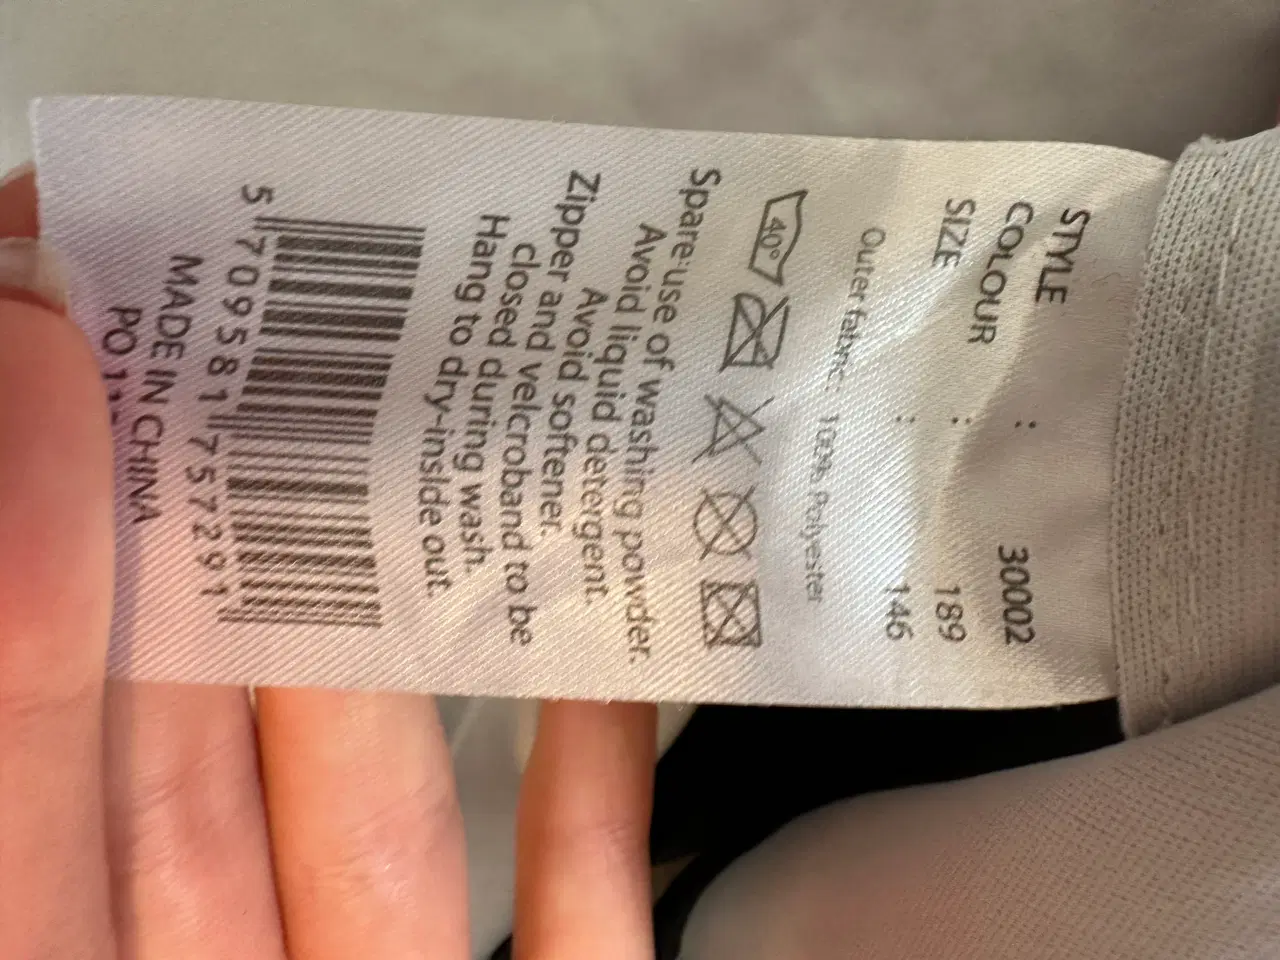 STYLE : 30002
COLOUR : 189
SIZE : 146
Outer fabric: 100% Polyester
40°
Spare use of washing powder.
Avoid liquid detergent.
Avoid softener.
Zipper and velcroband to be
closed during wash.
Hang to dry-inside out.
5 709581 757291
MADE IN CHINA
PO